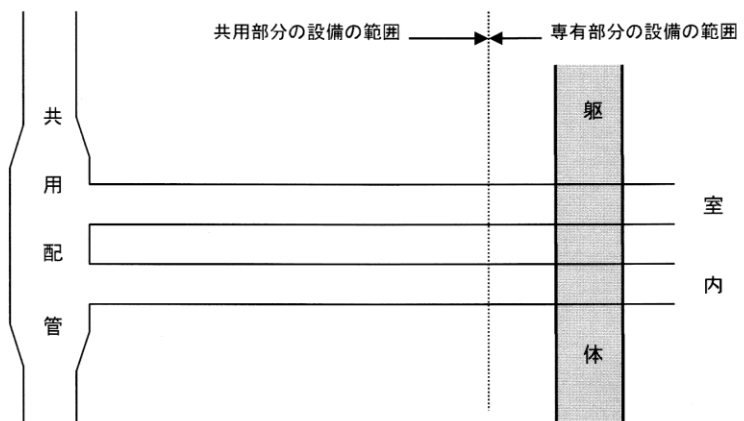 共用部分の設備の範囲
専有部分の設備の範囲
共用配管
躯体
室内